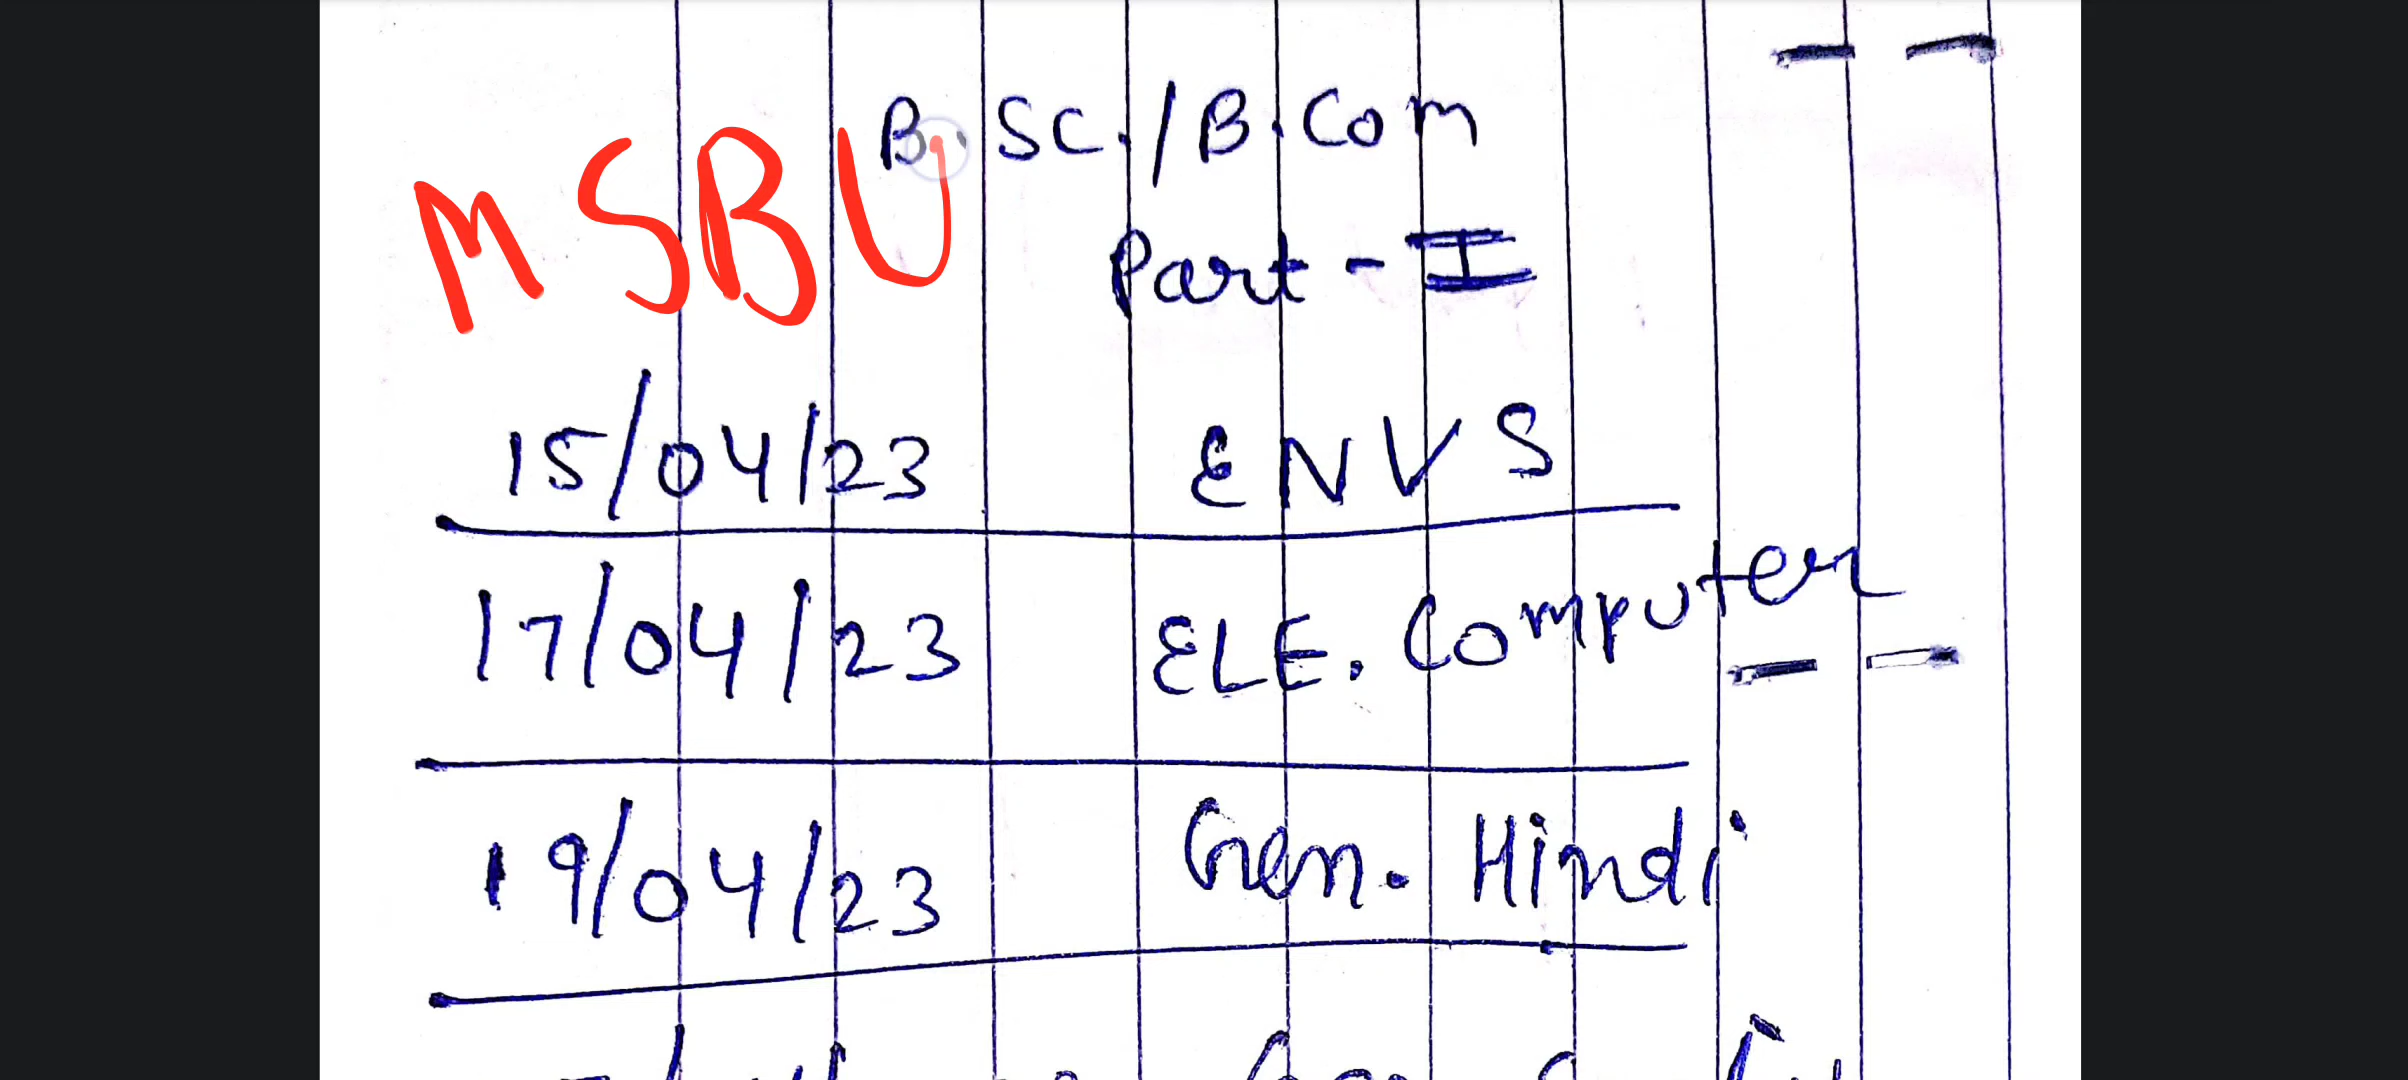 B.SC./B.Com
MSBU
Part-I
15/04/23 ENVS
17/04/23 ELE. Computer
19/04/23 Gen. Hindi